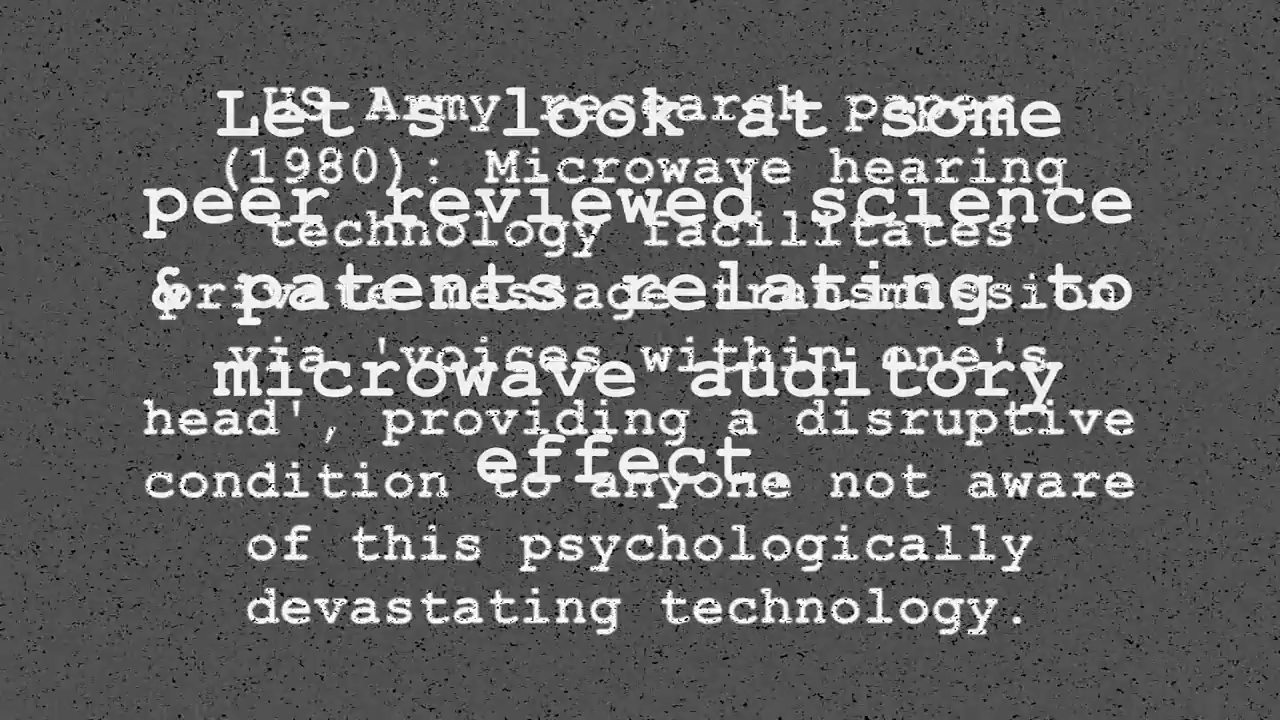 Let's look at some
peer reviewed science
& patents relating to
microwave auditory
effect.
US Army research paper
(1980): Microwave hearing
technology facilitates
private message transmission
via 'voices within one's
head', providing a disruptive
condition to anyone not aware
of this psychologically
devastating technology.